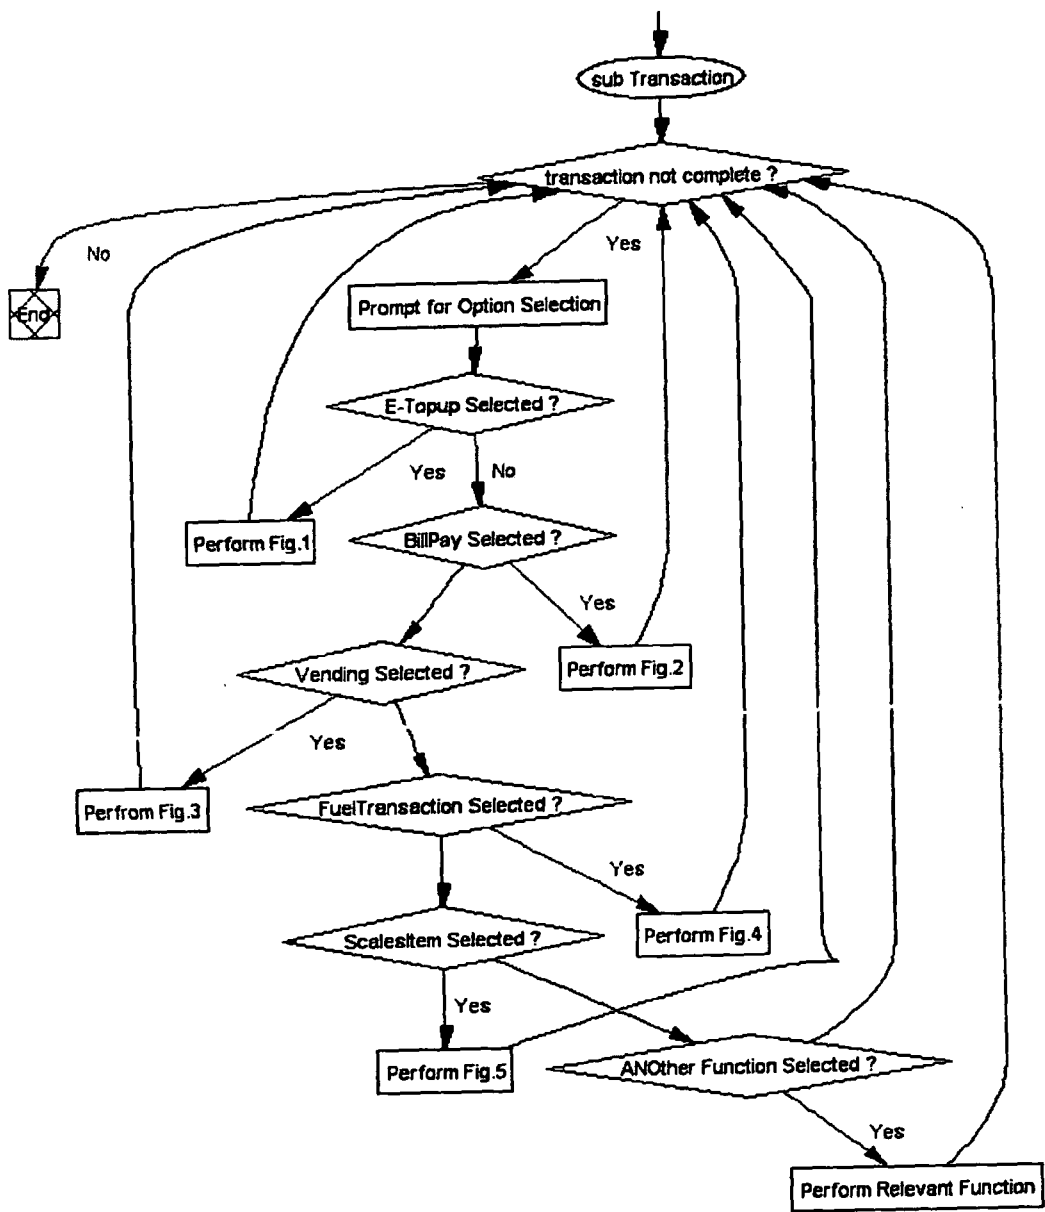 sub Transaction
transaction not complete ?
No
Yes
End
Prompt for Option Selection
E-Topup Selected ?
Yes
No
Perform Fig.1
BillPay Selected ?
Yes
Vending Selected ?
Perform Fig.2
Yes
Perfrom Fig.3
FuelTransaction Selected ?
Yes
ScalesItem Selected ?
Perform Fig.4
Yes
Perform Fig.5
ANOther Function Selected ?
Yes
Perform Relevant Function